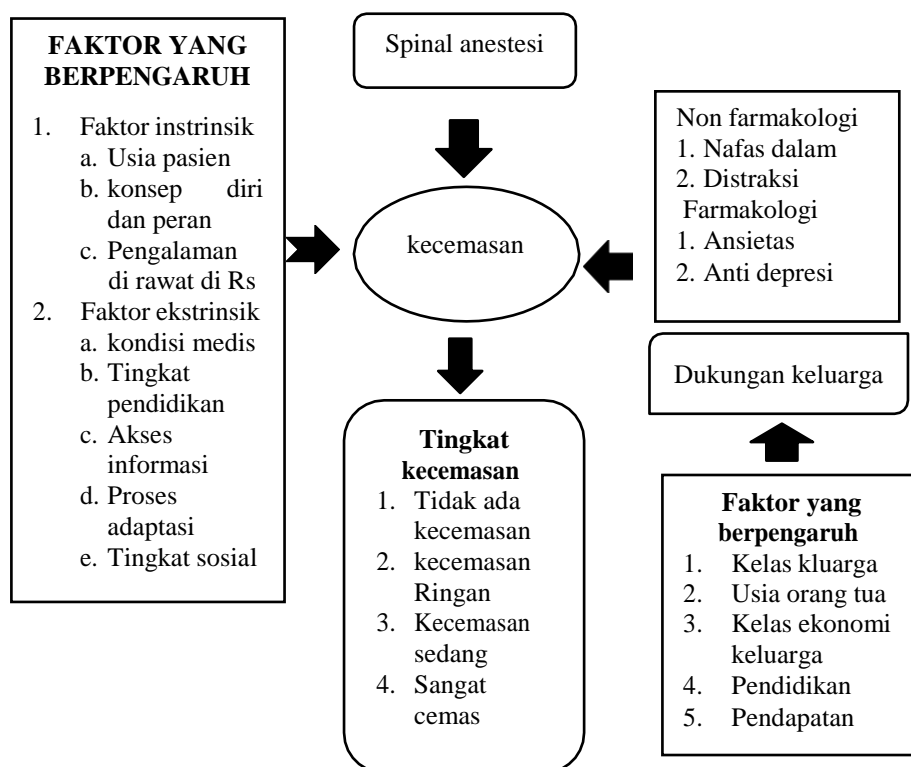 FAKTOR YANG
BERPENGARUH
1. Faktor instrinsik
a. Usia pasien
b. konsep diri
dan peran
c. Pengalaman
di rawat di Rs
2. Faktor ekstrinsik
a. kondisi medis
b. Tingkat
pendidikan
c. Akses
informasi
d. Proses
adaptasi
e. Tingkat sosial
Spinal anestesi
kecemasan
Non farmakologi
1. Nafas dalam
2. Distraksi
Farmakologi
1. Ansietas
2. Anti depresi
Dukungan keluarga
Tingkat
kecemasan
1. Tidak ada
kecemasan
2. kecemasan
Ringan
3. Kecemasan
sedang
4. Sangat
cemas
Faktor yang
berpengaruh
1. Kelas kluarga
2. Usia orang tua
3. Kelas ekonomi
keluarga
4. Pendidikan
5. Pendapatan